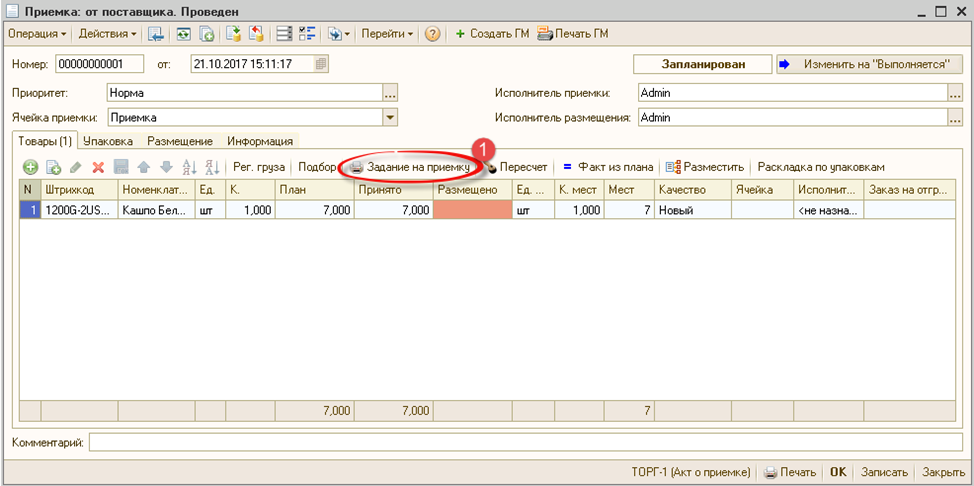 Приемка: от поставщика. Проведен
Операция Действия Перейти ? + Создать ГМ Печать ГМ
Номер: 00000000001 от: 21.10.2017 15:11:17 Запланирован Изменить на "Выполняется"
Приоритет: Норма ... Исполнитель приемки: Admin ...
Ячейка приемки: Приемка Исполнитель размещения: Admin ...
Товары (1) Упаковка Размещение Информация
1
Рег. груза Подбор Задание на приемку Пересчет = Факт из плана Разместить Раскладка по упаковкам
N Штрихкод Номенклат... Ед. К. План Принято Размещено Ед. ... К. мест Мест Качество Ячейка Исполнит... Заказ на отгр...
1 1200G-2US... Кашпо Бел... шт 1,000 7,000 7,000 шт 1,000 7 Новый <не назна...
7,000 7,000 7
Комментарий:
ТОРГ-1 (Акт о приемке) Печать OK Записать Закрыть